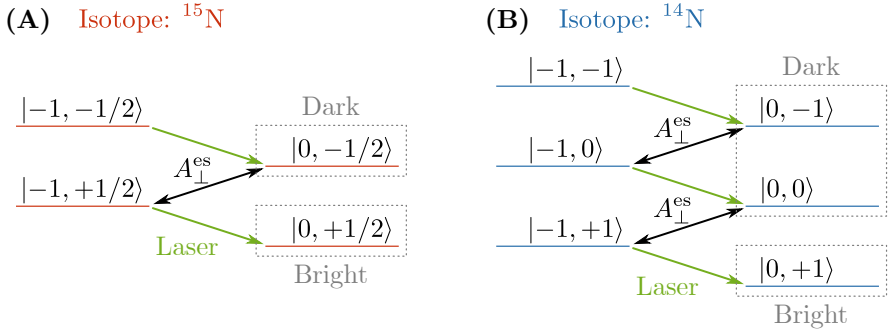 (A) Isotope: ¹⁵N
|−1, −1/2⟩
Dark
|0, −1/2⟩
A⊥^es
|−1, +1/2⟩
|0, +1/2⟩
Laser
Bright
(B) Isotope: ¹⁴N
|−1, −1⟩
Dark
|0, −1⟩
A⊥^es
|−1, 0⟩
|0, 0⟩
A⊥^es
|−1, +1⟩
|0, +1⟩
Laser
Bright